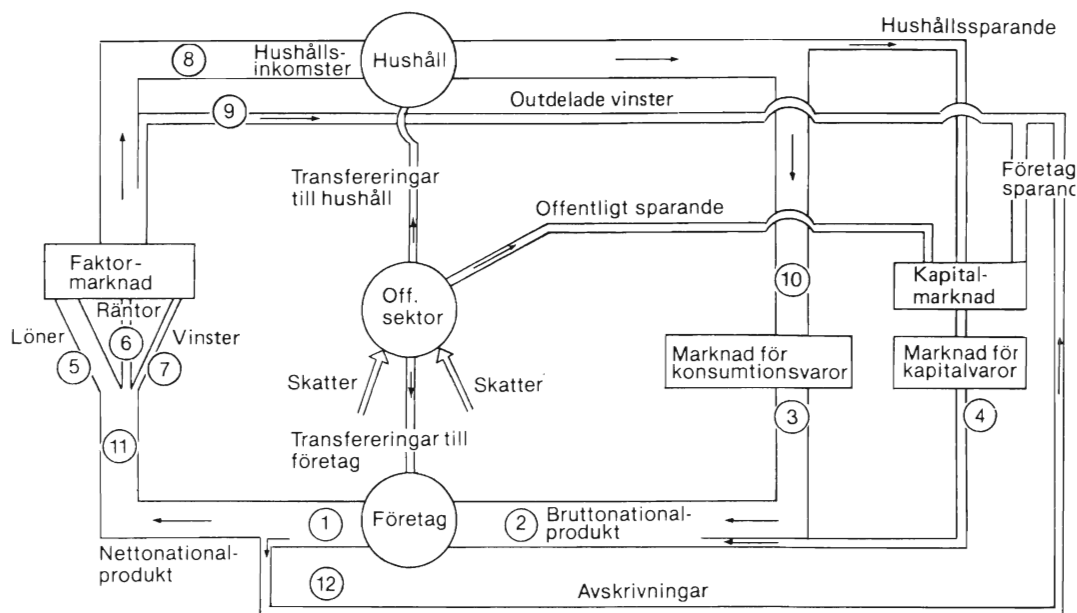 Hushållssparande
8
Hushålls-
inkomster
Hushåll
9
Outdelade vinster
Transfereringar
till hushåll
Företag
sparand
Offentligt sparande
Faktor-
marknad
Off.
sektor
10
Kapital-
marknad
Räntor
Löner
Vinster
5
6
7
Marknad för
konsumtionsvaror
Marknad för
kapitalvaror
Skatter
Skatter
3
4
11
Transfereringar till
företag
1
Företag
2
Bruttonational-
produkt
Nettonational-
produkt
12
Avskrivningar